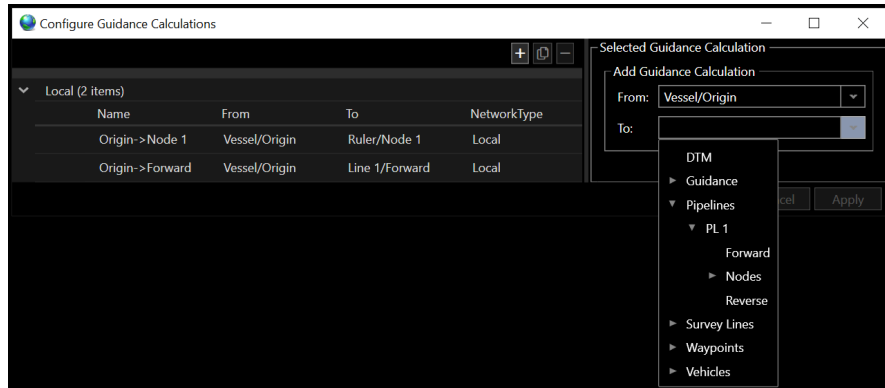 Configure Guidance Calculations
Selected Guidance Calculation
Add Guidance Calculation
From: Vessel/Origin
To:
Local (2 items)
Name From To NetworkType
Origin->Node 1 Vessel/Origin Ruler/Node 1 Local
Origin->Forward Vessel/Origin Line 1/Forward Local
DTM
Guidance
Pipelines
PL 1
Forward
Nodes
Reverse
Survey Lines
Waypoints
Vehicles
Apply